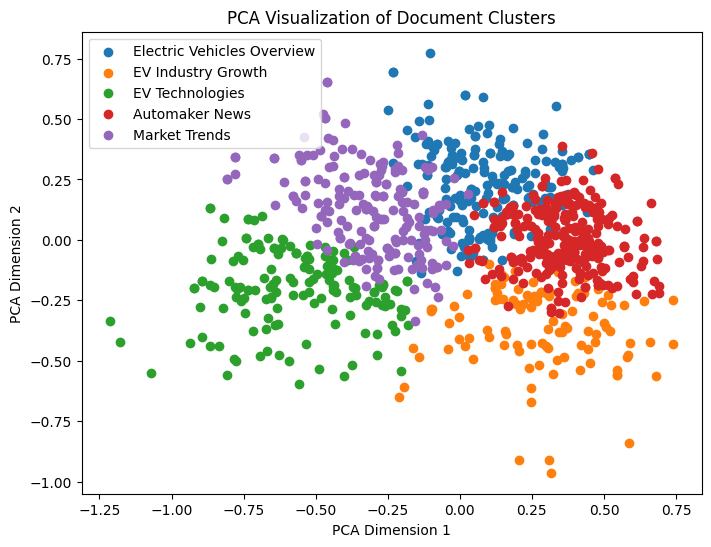 PCA Visualization of Document Clusters
Electric Vehicles Overview
EV Industry Growth
EV Technologies
Automaker News
Market Trends
PCA Dimension 2
0.75
0.50
0.25
0.00
−0.25
−0.50
−0.75
−1.00
−1.25 −1.00 −0.75 −0.50 −0.25 0.00 0.25 0.50 0.75
PCA Dimension 1